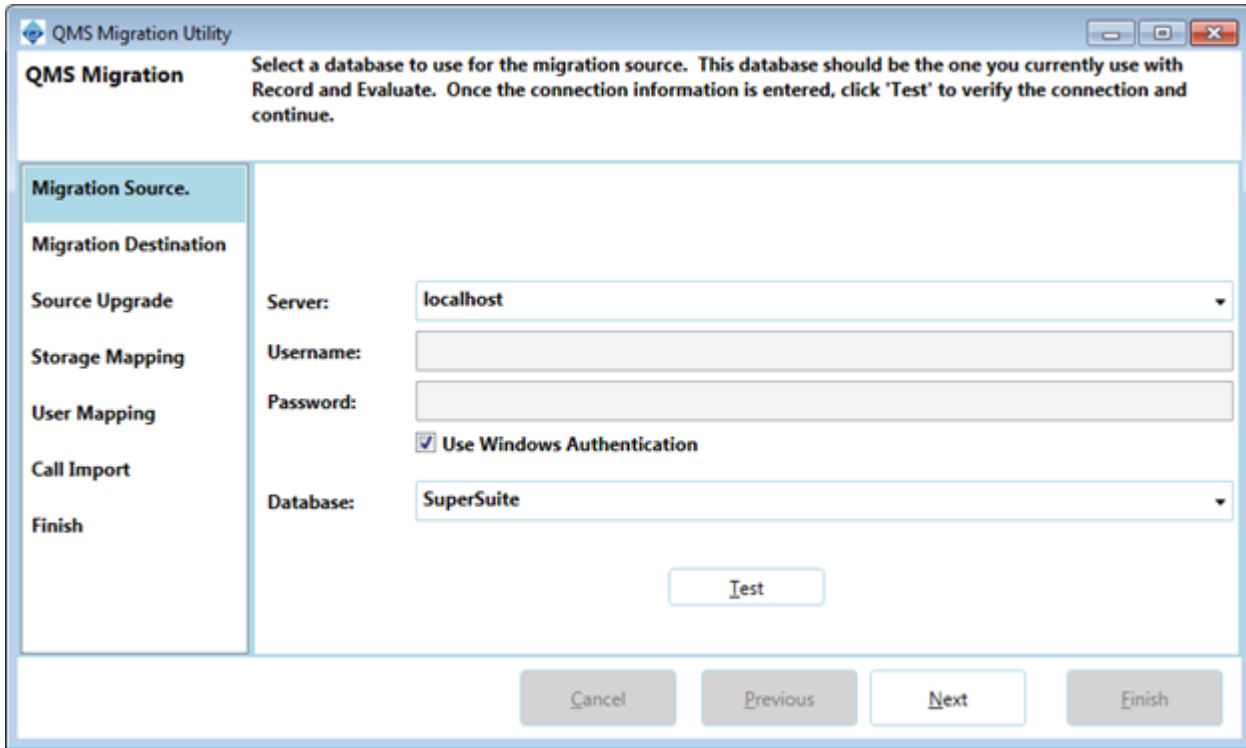 QMS Migration Utility
QMS Migration
Select a database to use for the migration source. This database should be the one you currently use with
Record and Evaluate. Once the connection information is entered, click 'Test' to verify the connection and
continue.
Migration Source.
Migration Destination
Source Upgrade
Storage Mapping
User Mapping
Call Import
Finish
Server: localhost
Username:
Password:
Use Windows Authentication
Database: SuperSuite
Test
Cancel Previous Next Finish